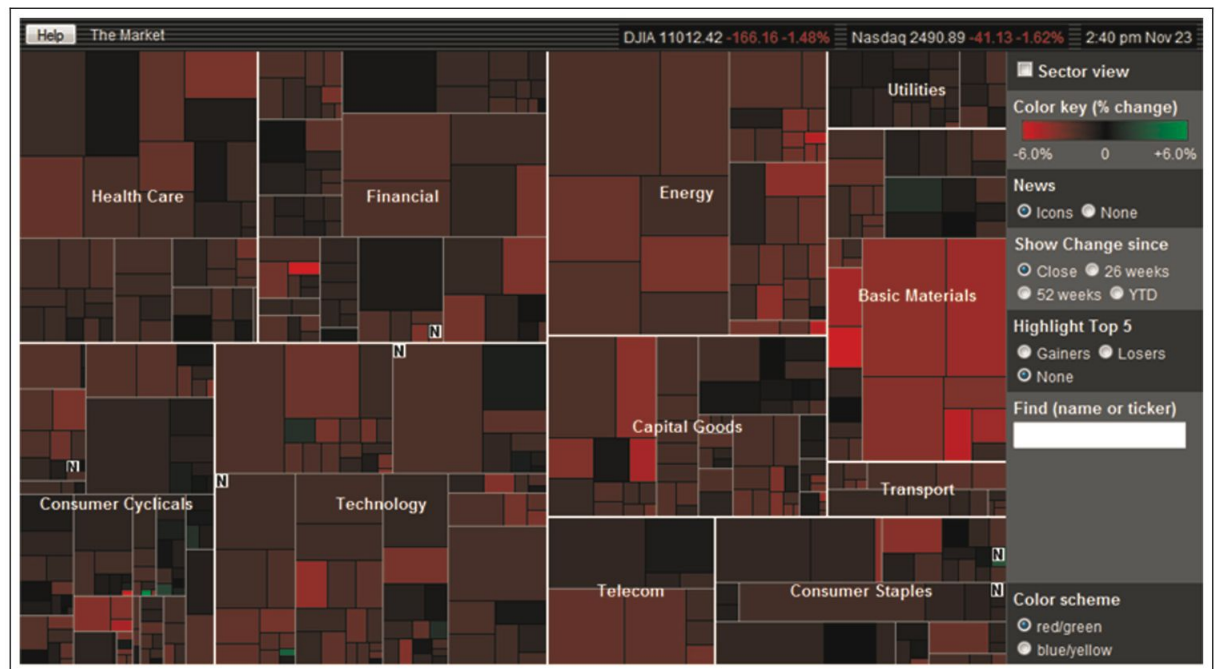 Help The Market DJIA 11012.42 -166.16 -1.48% Nasdaq 2490.89 -41.13 -1.62% 2:40 pm Nov 23
Sector view
Utilities
Color key (% change)
-6.0% 0 +6.0%
Health Care Financial Energy
News
Icons None
Show Change since
Close 26 weeks
52 weeks YTD
Basic Materials
Highlight Top 5
Gainers Losers
None
N
N
Find (name or ticker)
Capital Goods
N
N
Consumer Cyclicals Technology Transport
N
Telecom Consumer Staples N
Color scheme
red/green
blue/yellow